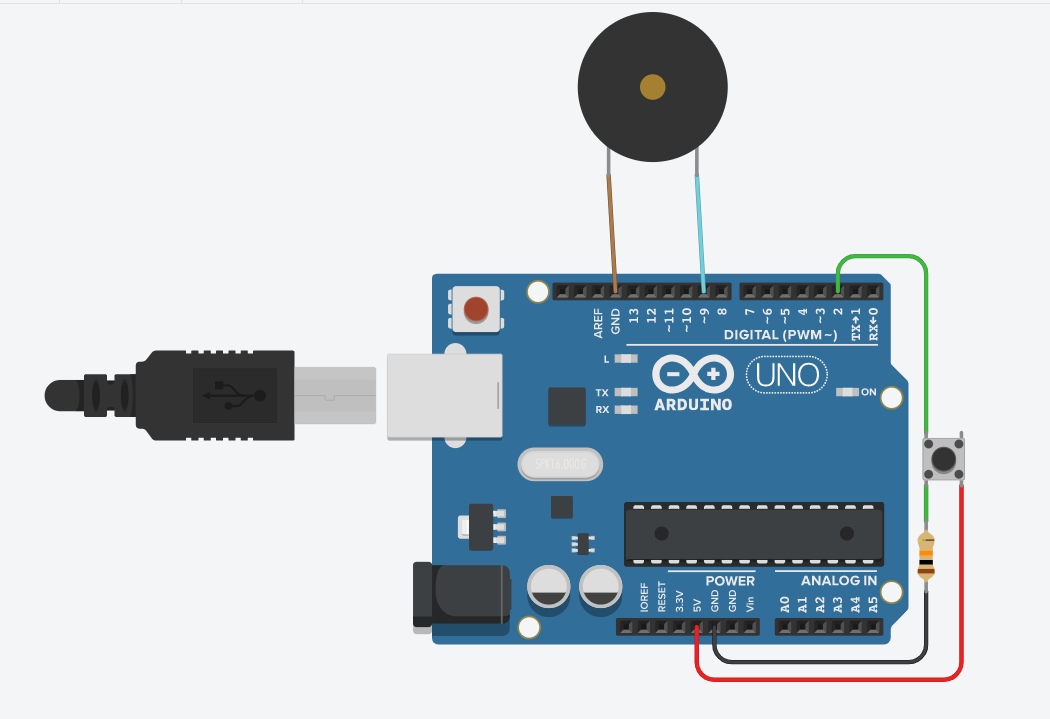 AREF
GND
13
12
~11
~10
~9
8
7
~6
~5
4
~3
2
TX→1
RX←0
DIGITAL (PWM~)
L
TX
RX
UNO
ON
ARDUINO
SPK16.000G
POWER
ANALOG IN
IOREF
RESET
3.3V
5V
GND
GND
Vin
A0
A1
A2
A3
A4
A5